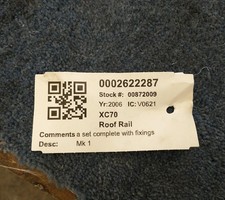 0002622287
Stock #: 00872009
Yr:2006 IC: V0621
XC70
Roof Rail
Comments a set complete with fixings
Desc: Mk 1